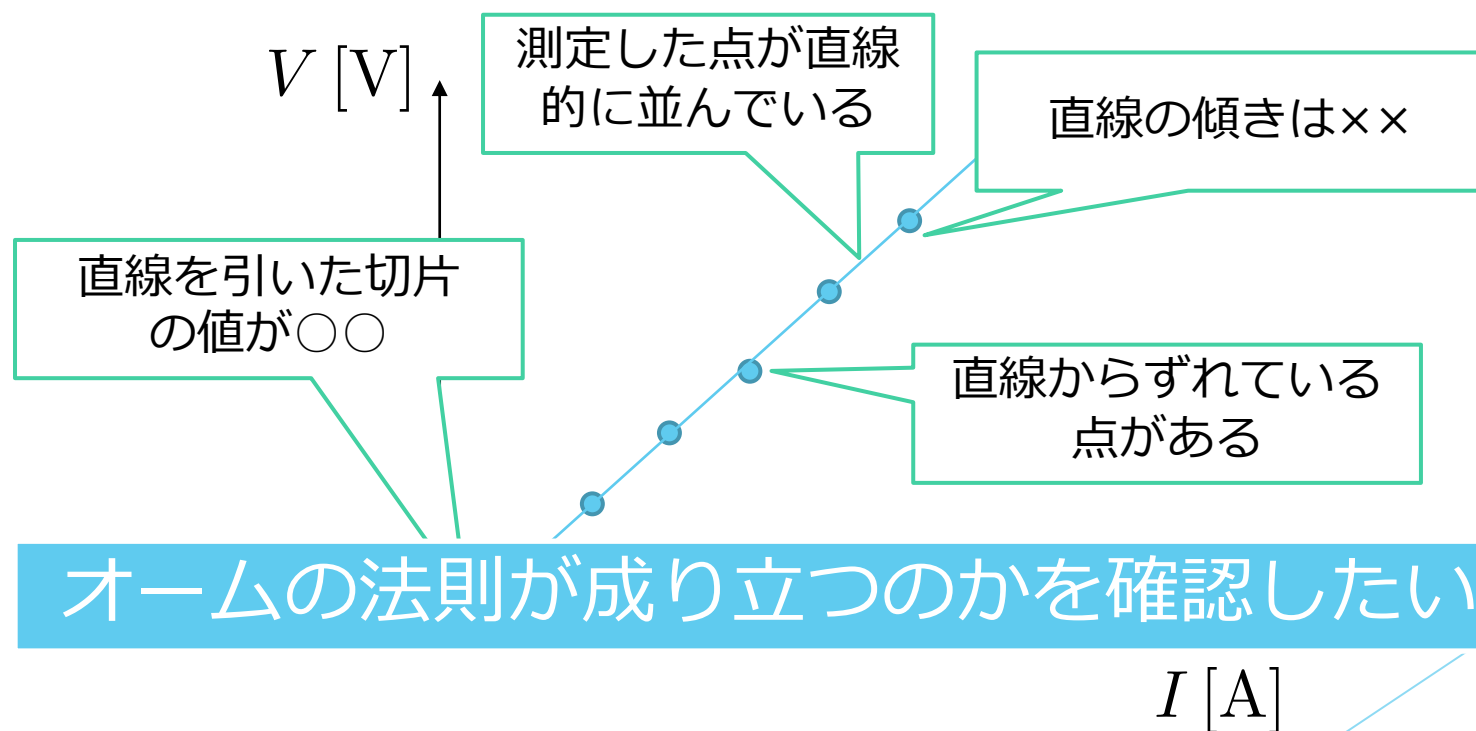 V [V]
測定した点が直線
的に並んでいる
直線の傾きは××
直線を引いた切片
の値が○○
直線からずれている
点がある
オームの法則が成り立つのかを確認したい
I [A]